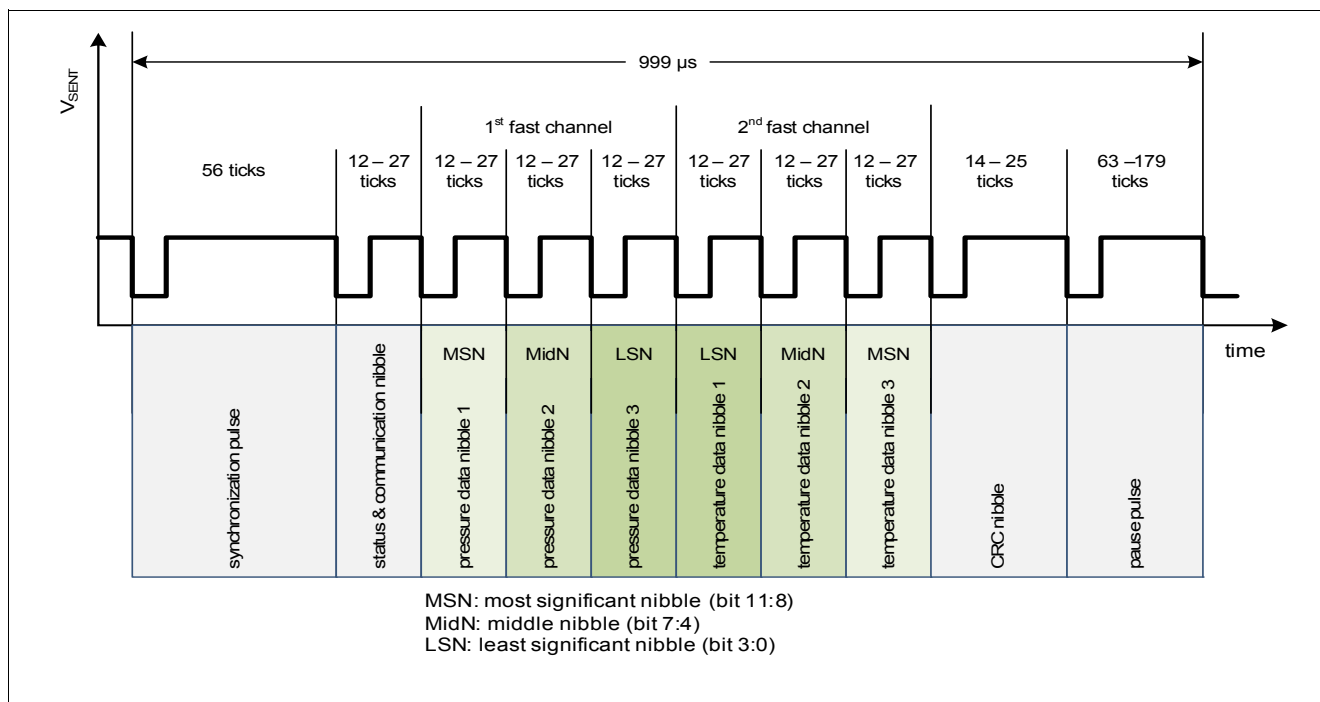 999 µs
V_SENT
1st fast channel
2nd fast channel
56 ticks
12 – 27 ticks
12 – 27 ticks
12 – 27 ticks
12 – 27 ticks
12 – 27 ticks
12 – 27 ticks
12 – 27 ticks
14 – 25 ticks
63 –179 ticks
time
MSN
MidN
LSN
LSN
MidN
MSN
synchronization pulse
status & communication nibble
pressure data nibble 1
pressure data nibble 2
pressure data nibble 3
temperature data nibble 1
temperature data nibble 2
temperature data nibble 3
CRC nibble
pause pulse
MSN: most significant nibble (bit 11:8)
MidN: middle nibble (bit 7:4)
LSN: least significant nibble (bit 3:0)